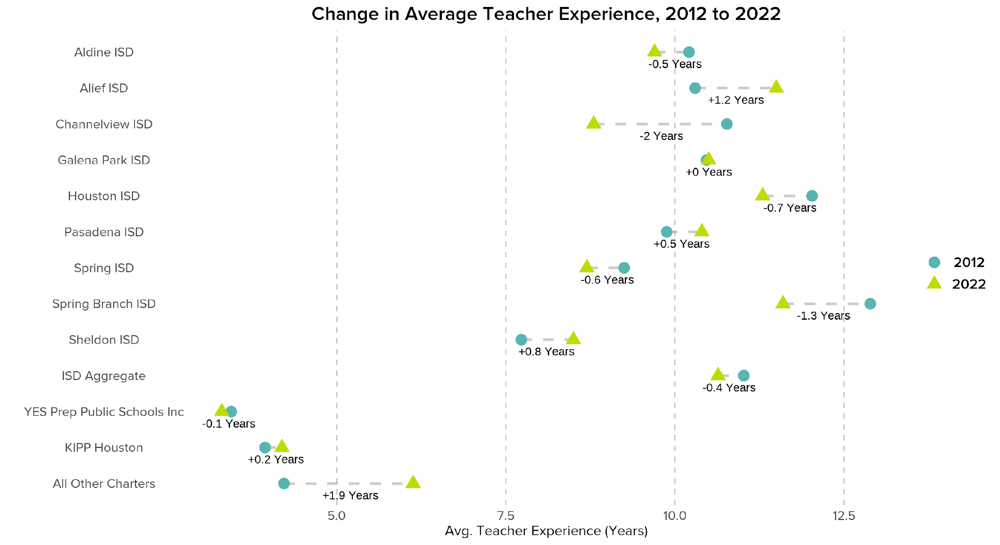 Change in Average Teacher Experience, 2012 to 2022
Aldine ISD
-0.5 Years
Alief ISD
+1.2 Years
Channelview ISD
-2 Years
Galena Park ISD
+0 Years
Houston ISD
-0.7 Years
Pasadena ISD
+0.5 Years
Spring ISD
-0.6 Years
2012
2022
Spring Branch ISD
-1.3 Years
Sheldon ISD
+0.8 Years
ISD Aggregate
-0.4 Years
YES Prep Public Schools Inc
-0.1 Years
KIPP Houston
+0.2 Years
All Other Charters
+1.9 Years
5.0 7.5 10.0 12.5
Avg. Teacher Experience (Years)